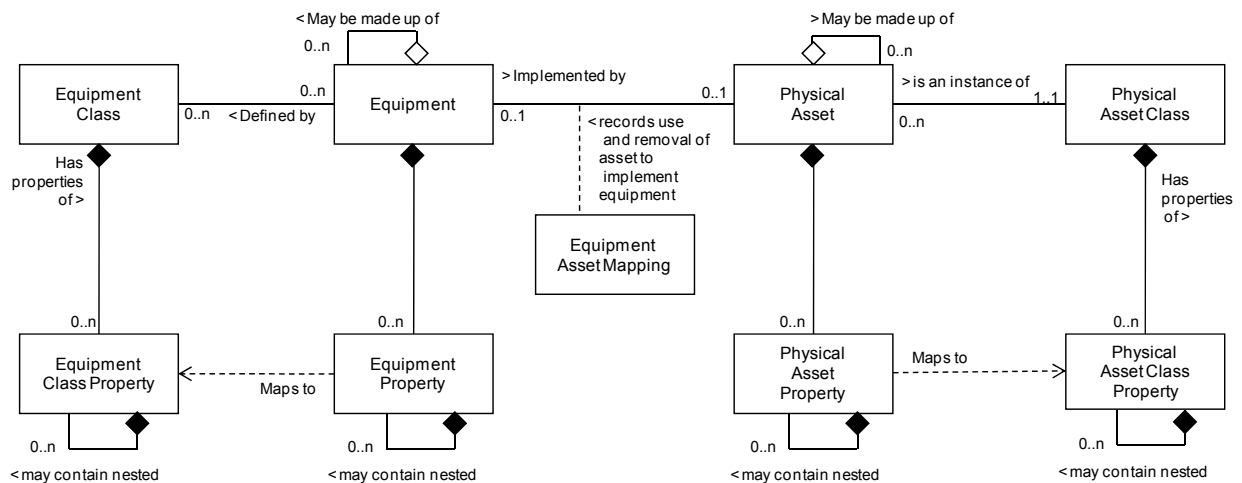 < May be made up of
0..n
Equipment
Class
0..n
< Defined by
0..n
Equipment
> Implemented by
0..1
0..1
> May be made up of
0..n
Physical
Asset
> is an instance of
0..n
1..1
Physical
Asset Class
< records use
and removal of
asset to
implement
equipment
Equipment
Asset Mapping
Has
properties
of >
Has
properties
of >
0..n
0..n
0..n
0..n
Equipment
Class Property
Maps to
Equipment
Property
Physical
Asset
Property
Maps to
Physical
Asset Class
Property
0..n
0..n
0..n
0..n
< may contain nested
< may contain nested
< may contain nested
< may contain nested